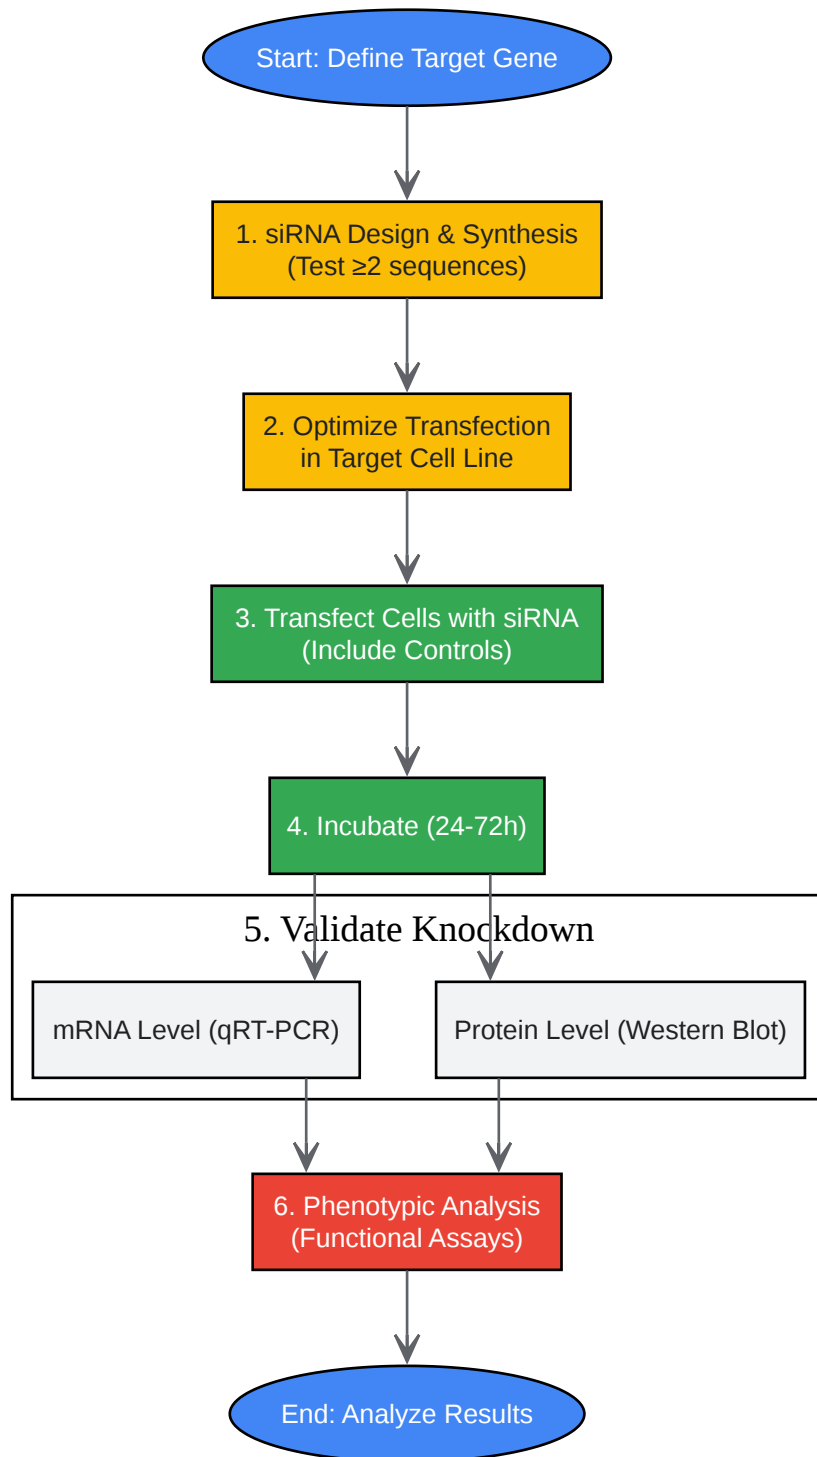 Start: Define Target Gene
1. siRNA Design & Synthesis
(Test ≥2 sequences)
2. Optimize Transfection
in Target Cell Line
3. Transfect Cells with siRNA
(Include Controls)
4. Incubate (24-72h)
5. Validate Knockdown
mRNA Level (qRT-PCR)
Protein Level (Western Blot)
6. Phenotypic Analysis
(Functional Assays)
End: Analyze Results